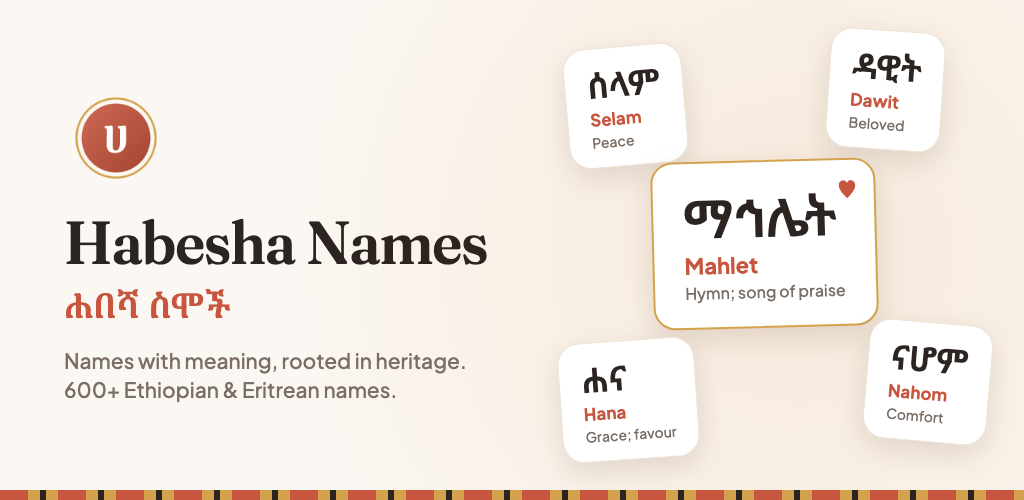 ሀ
Habesha Names
ሐበሻ ስሞች
Names with meaning, rooted in heritage.
600+ Ethiopian & Eritrean names.
ሰላም
Selam
Peace
ዳዊት
Dawit
Beloved
ማኅሌት
Mahlet
Hymn; song of praise
ሐና
Hana
Grace; favour
ናሆም
Nahom
Comfort